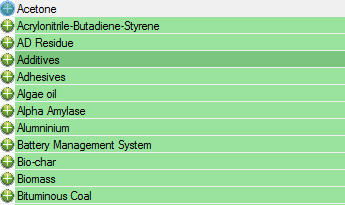 Acetone
Acrylonitrile-Butadiene-Styrene
AD Residue
Additives
Adhesives
Algae oil
Alpha Amylase
Alumninium
Battery Management System
Bio-char
Biomass
Bituminous Coal